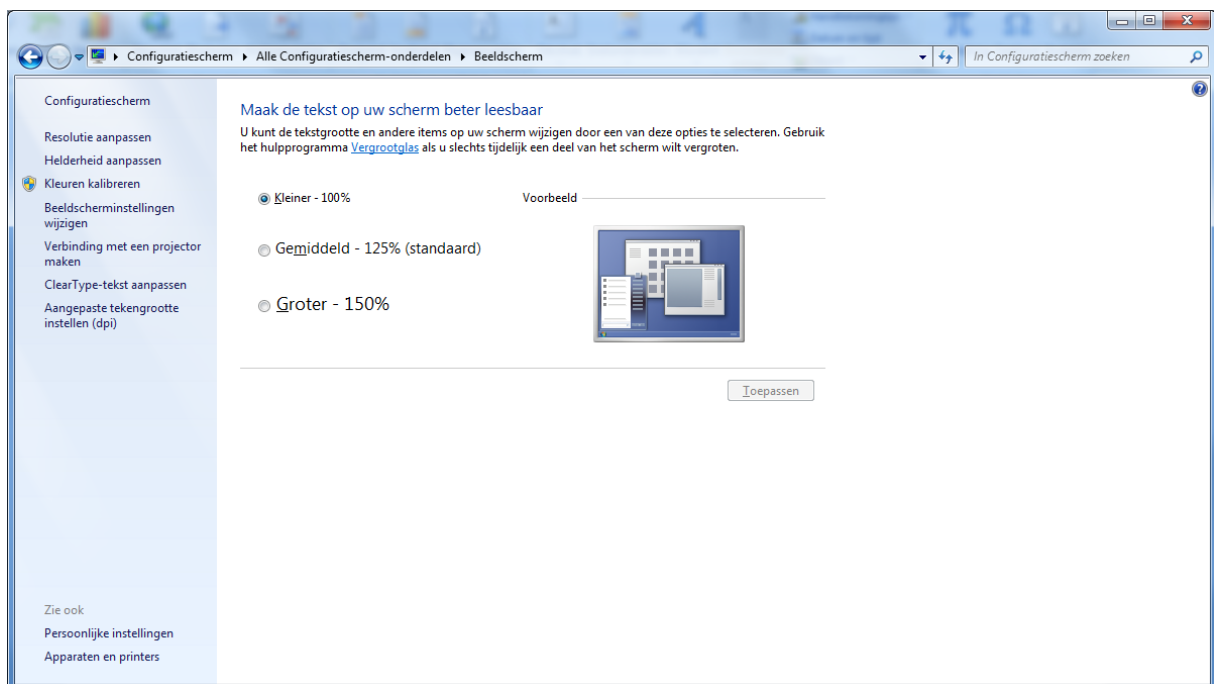 Configuratiescherm ▸ Alle Configuratiescherm-onderdelen ▸ Beeldscherm
In Configuratiescherm zoeken
Configuratiescherm
Resolutie aanpassen
Helderheid aanpassen
Kleuren kalibreren
Beeldscherminstellingen
wijzigen
Verbinding met een projector
maken
ClearType-tekst aanpassen
Aangepaste tekengrootte
instellen (dpi)
Zie ook
Persoonlijke instellingen
Apparaten en printers
Maak de tekst op uw scherm beter leesbaar
U kunt de tekstgrootte en andere items op uw scherm wijzigen door een van deze opties te selecteren. Gebruik
het hulpprogramma Vergrootglas als u slechts tijdelijk een deel van het scherm wilt vergroten.
Kleiner - 100%
Voorbeeld
Gemiddeld - 125% (standaard)
Groter - 150%
Toepassen